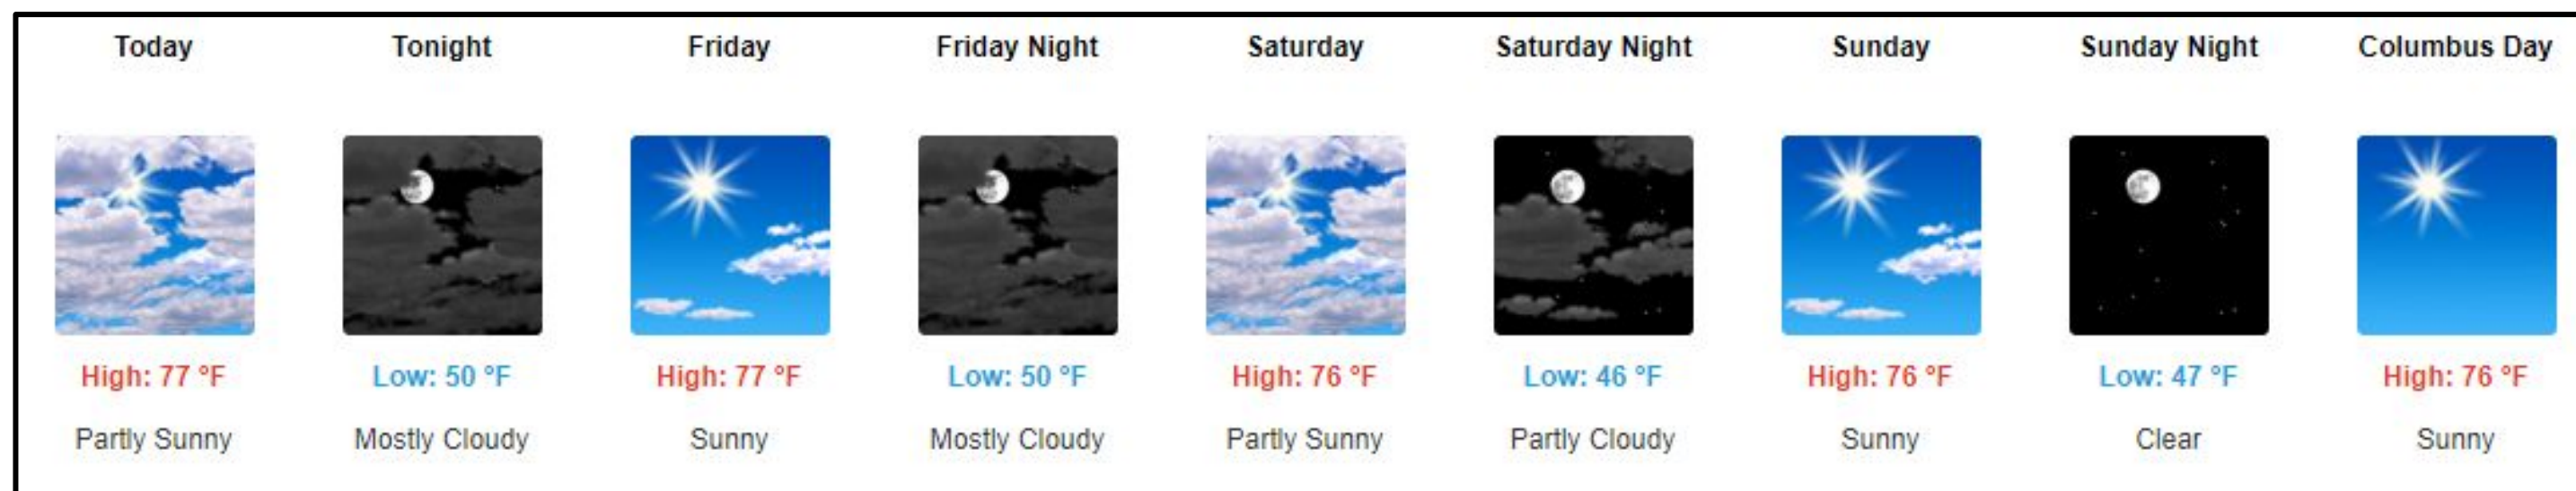 Today Tonight Friday Friday Night Saturday Saturday Night Sunday Sunday Night Columbus Day
High: 77 °F Low: 50 °F High: 77 °F Low: 50 °F High: 76 °F Low: 46 °F High: 76 °F Low: 47 °F High: 76 °F
Partly Sunny Mostly Cloudy Sunny Mostly Cloudy Partly Sunny Partly Cloudy Sunny Clear Sunny